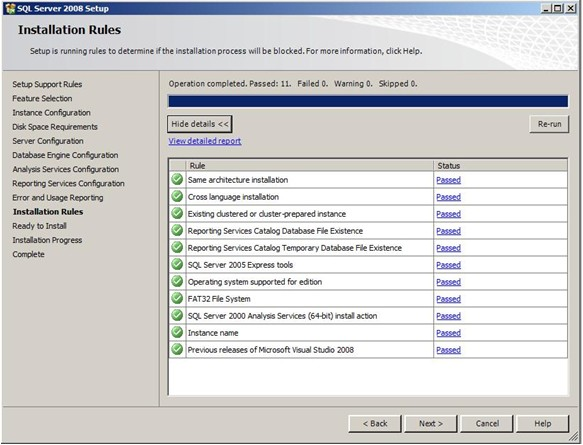 SQL Server 2008 Setup
Installation Rules
Setup is running rules to determine if the installation process will be blocked. For more information, click Help.
Setup Support Rules
Feature Selection
Instance Configuration
Disk Space Requirements
Server Configuration
Database Engine Configuration
Analysis Services Configuration
Reporting Services Configuration
Error and Usage Reporting
Installation Rules
Ready to Install
Installation Progress
Complete
Operation completed. Passed: 11. Failed 0. Warning 0. Skipped 0.
Hide details << Re-run
View detailed report
Rule Status
Same architecture installation Passed
Cross language installation Passed
Existing clustered or cluster-prepared instance Passed
Reporting Services Catalog Database File Existence Passed
Reporting Services Catalog Temporary Database File Existence Passed
SQL Server 2005 Express tools Passed
Operating system supported for edition Passed
FAT32 File System Passed
SQL Server 2000 Analysis Services (64-bit) install action Passed
Instance name Passed
Previous releases of Microsoft Visual Studio 2008 Passed
< Back Next > Cancel Help